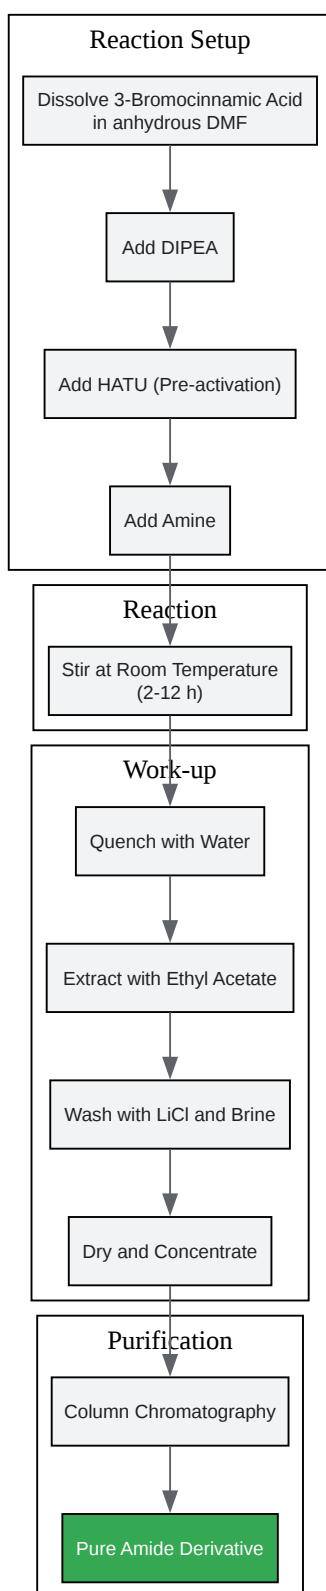 Reaction Setup
Dissolve 3-Bromocinnamic Acid
in anhydrous DMF
Add DIPEA
Add HATU (Pre-activation)
Add Amine
Reaction
Stir at Room Temperature
(2-12 h)
Work-up
Quench with Water
Extract with Ethyl Acetate
Wash with LiCl and Brine
Dry and Concentrate
Purification
Column Chromatography
Pure Amide Derivative